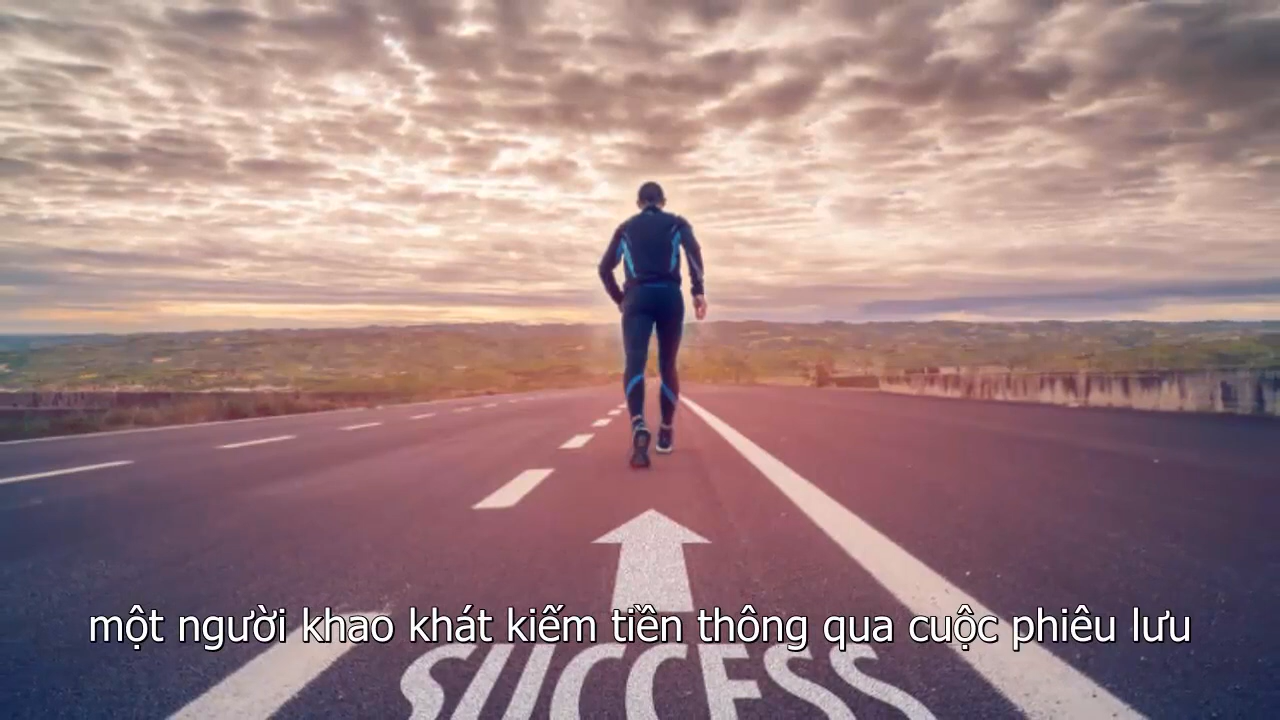 một người khao khát kiếm tiền thông qua cuộc phiêu lưu
SUCCESS